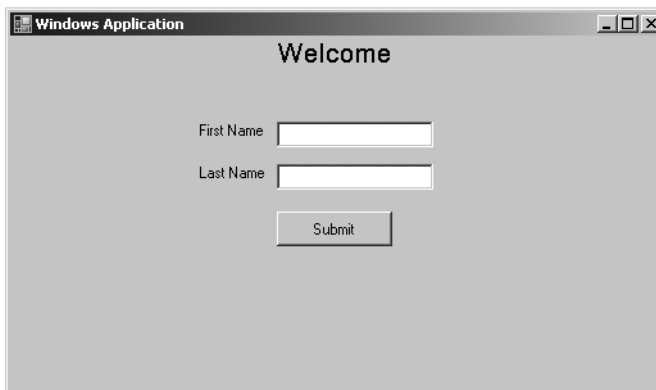 Windows Application
Welcome
First Name
Last Name
Submit